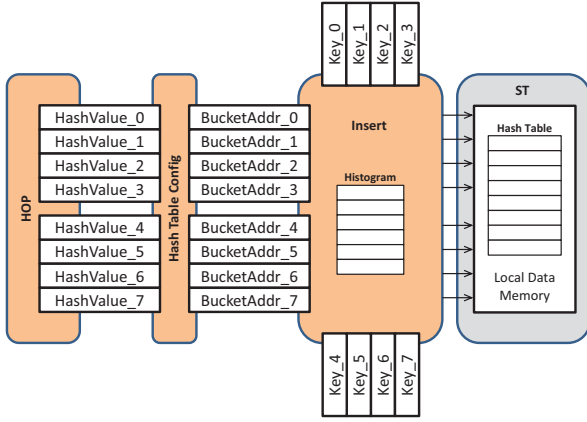 Key_0
Key_1
Key_2
Key_3
HOP
HashValue_0
HashValue_1
HashValue_2
HashValue_3
HashValue_4
HashValue_5
HashValue_6
HashValue_7
Hash Table Config
BucketAddr_0
BucketAddr_1
BucketAddr_2
BucketAddr_3
BucketAddr_4
BucketAddr_5
BucketAddr_6
BucketAddr_7
Insert
Histogram
ST
Hash Table
Local Data
Memory
Key_4
Key_5
Key_6
Key_7